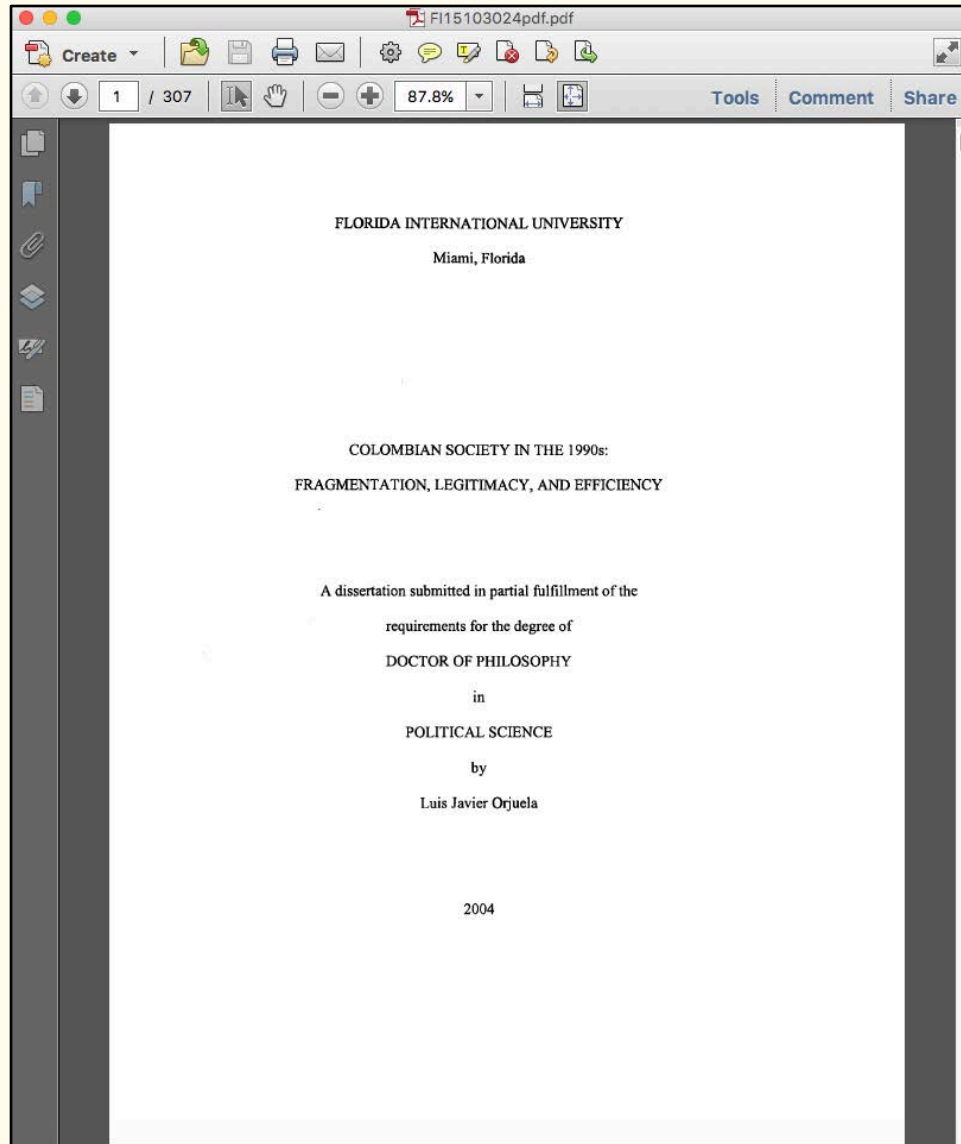 FI15103024pdf.pdf
Create
1 / 307
87.8%
Tools Comment Share
FLORIDA INTERNATIONAL UNIVERSITY
Miami, Florida
COLOMBIAN SOCIETY IN THE 1990s:
FRAGMENTATION, LEGITIMACY, AND EFFICIENCY
A dissertation submitted in partial fulfillment of the
requirements for the degree of
DOCTOR OF PHILOSOPHY
in
POLITICAL SCIENCE
by
Luis Javier Orjuela
2004